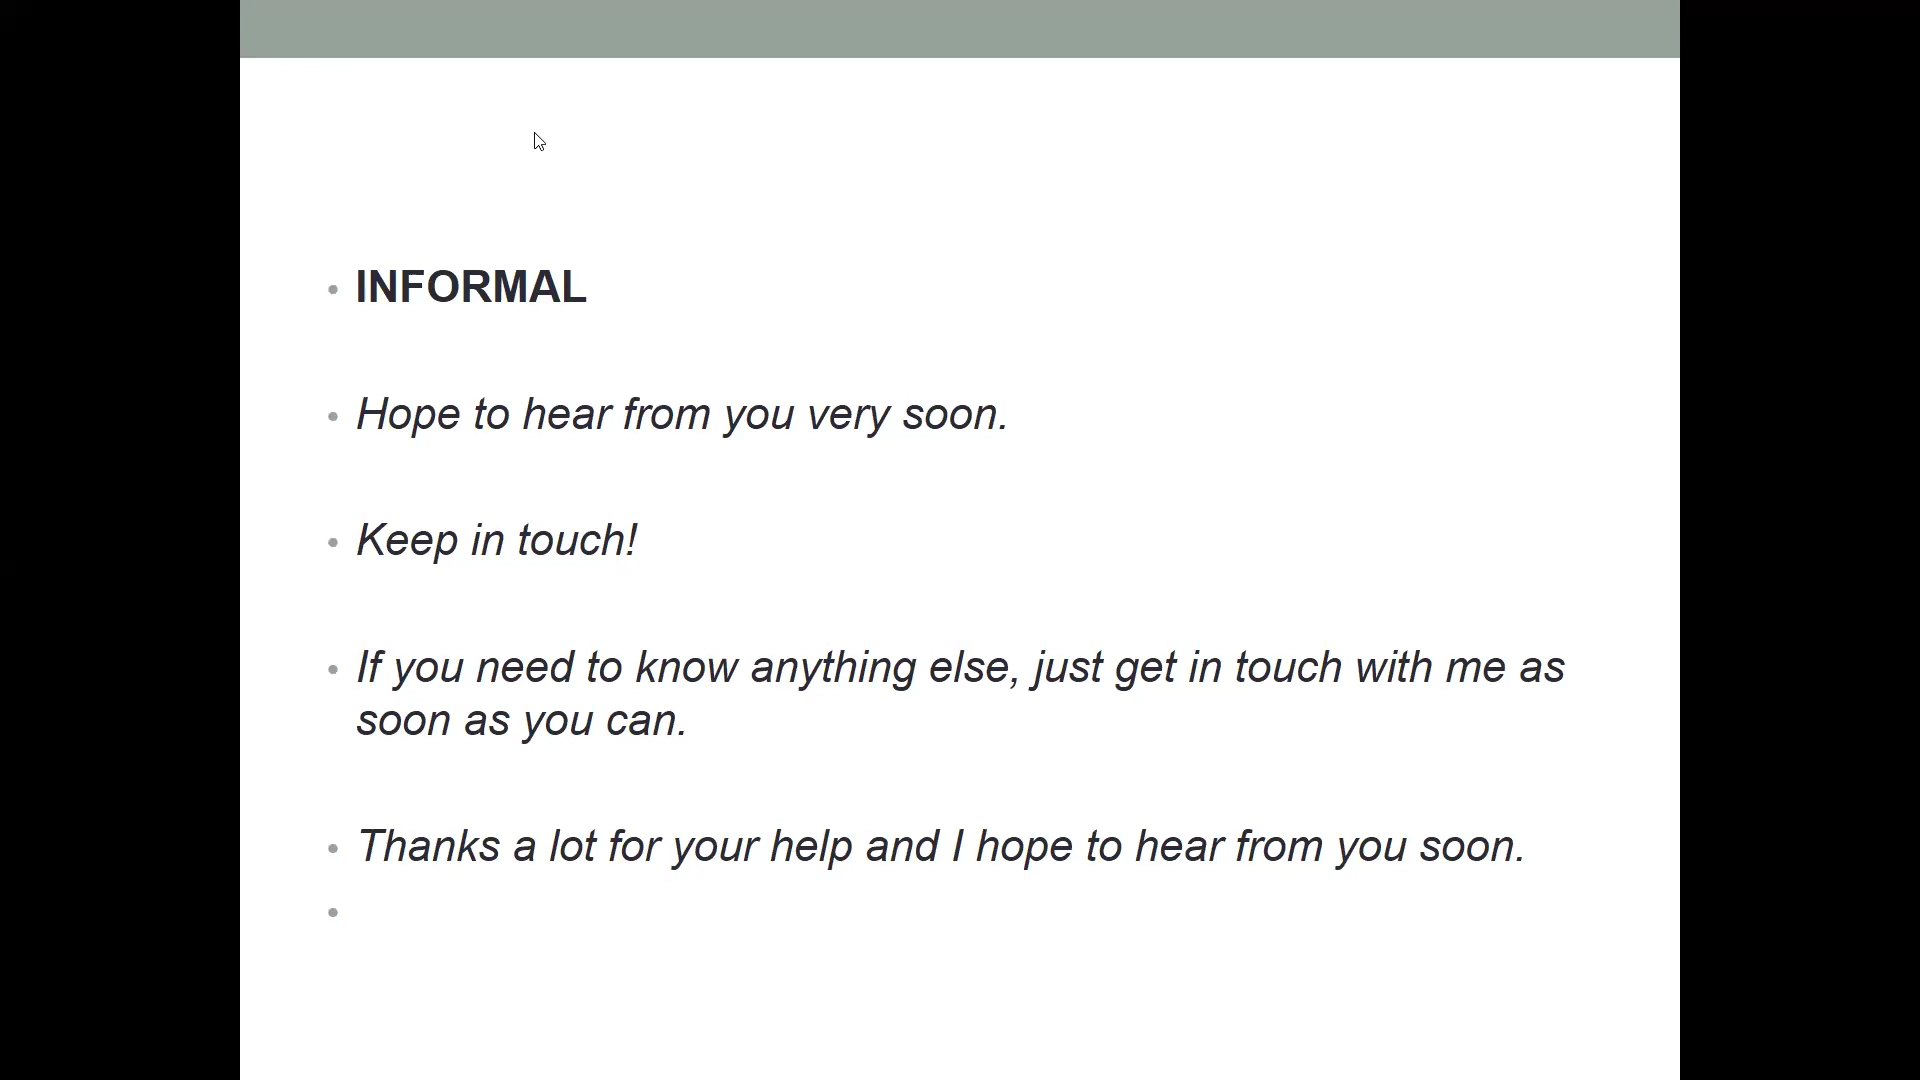 INFORMAL
Hope to hear from you very soon.
Keep in touch!
If you need to know anything else, just get in touch with me as
soon as you can.
Thanks a lot for your help and I hope to hear from you soon.